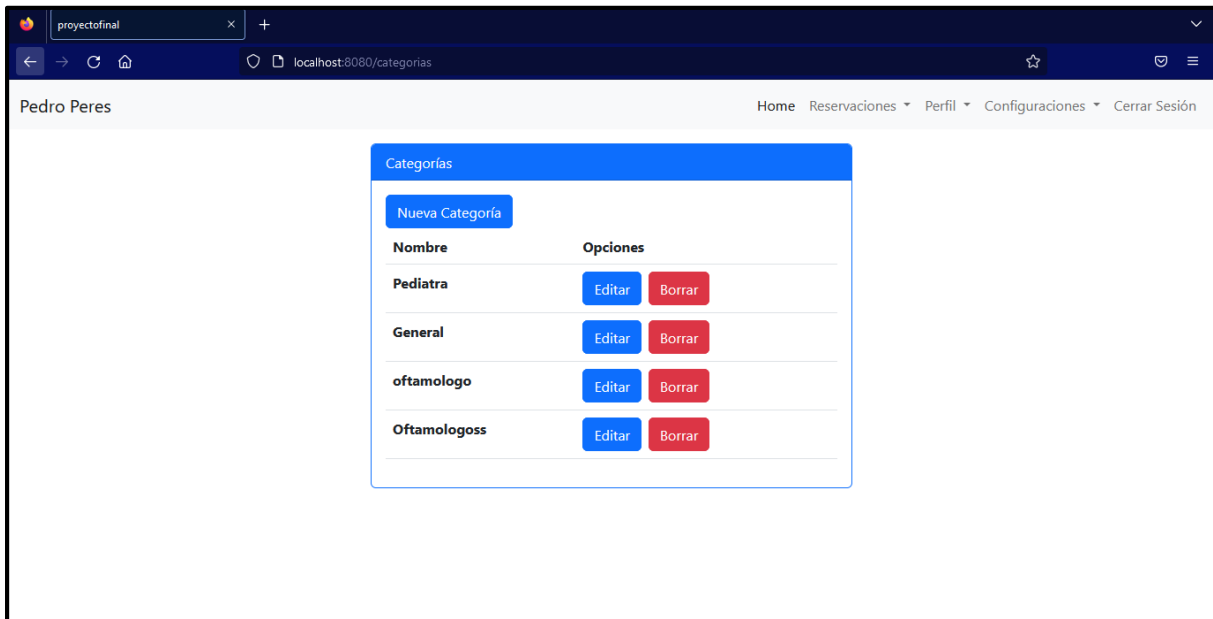 proyectofinal
localhost:8080/categorias
Pedro Peres Home Reservaciones Perfil Configuraciones Cerrar Sesión
Categorías
Nueva Categoría
Nombre Opciones
Pediatra Editar Borrar
General Editar Borrar
oftamologo Editar Borrar
Oftamologoss Editar Borrar